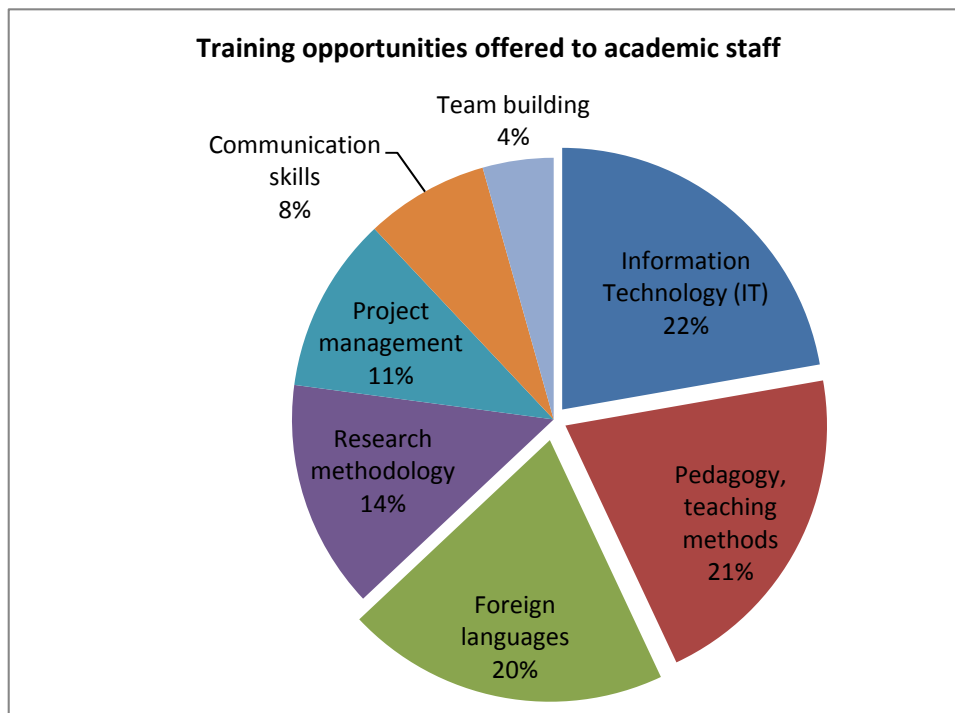 Training opportunities offered to academic staff
Team building
4%
Communication
skills
8%
Information
Technology (IT)
22%
Project
management
11%
Research
methodology
14%
Pedagogy,
teaching
methods
21%
Foreign
languages
20%